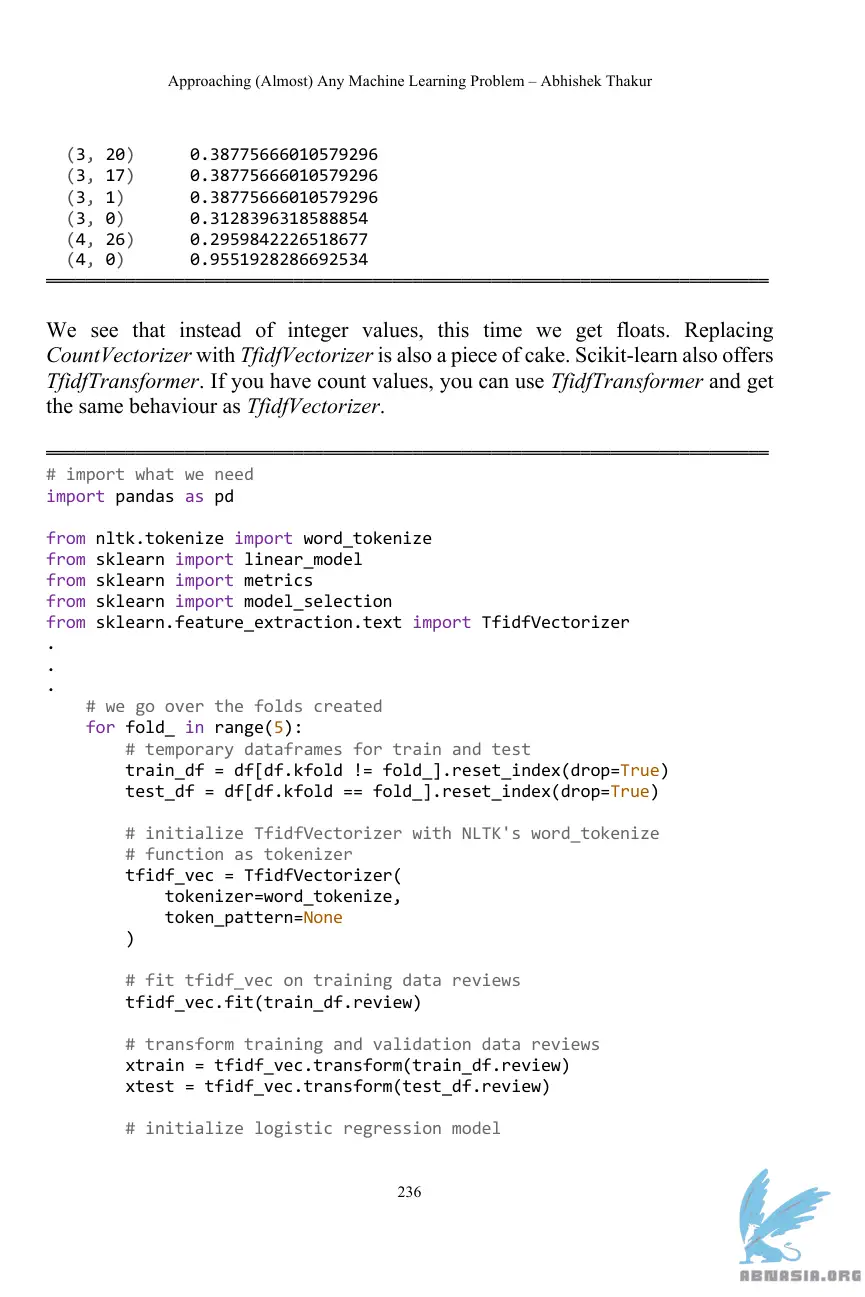 Approaching (Almost) Any Machine Learning Problem – Abhishek Thakur
(3, 20) 0.38775666010579296
(3, 17) 0.38775666010579296
(3, 1) 0.38775666010579296
(3, 0) 0.3128396318588854
(4, 26) 0.2959842226518677
(4, 0) 0.9551928286692534
We see that instead of integer values, this time we get floats. Replacing
CountVectorizer with TfidfVectorizer is also a piece of cake. Scikit-learn also offers
TfidfTransformer. If you have count values, you can use TfidfTransformer and get
the same behaviour as TfidfVectorizer.
# import what we need
import pandas as pd
from nltk.tokenize import word_tokenize
from sklearn import linear_model
from sklearn import metrics
from sklearn import model_selection
from sklearn.feature_extraction.text import TfidfVectorizer
.
.
.
# we go over the folds created
for fold_ in range(5):
# temporary dataframes for train and test
train_df = df[df.kfold != fold_].reset_index(drop=True)
test_df = df[df.kfold == fold_].reset_index(drop=True)
# initialize TfidfVectorizer with NLTK's word_tokenize
# function as tokenizer
tfidf_vec = TfidfVectorizer(
tokenizer=word_tokenize,
token_pattern=None
)
# fit tfidf_vec on training data reviews
tfidf_vec.fit(train_df.review)
# transform training and validation data reviews
xtrain = tfidf_vec.transform(train_df.review)
xtest = tfidf_vec.transform(test_df.review)
# initialize logistic regression model
236
ABNASIA.ORG